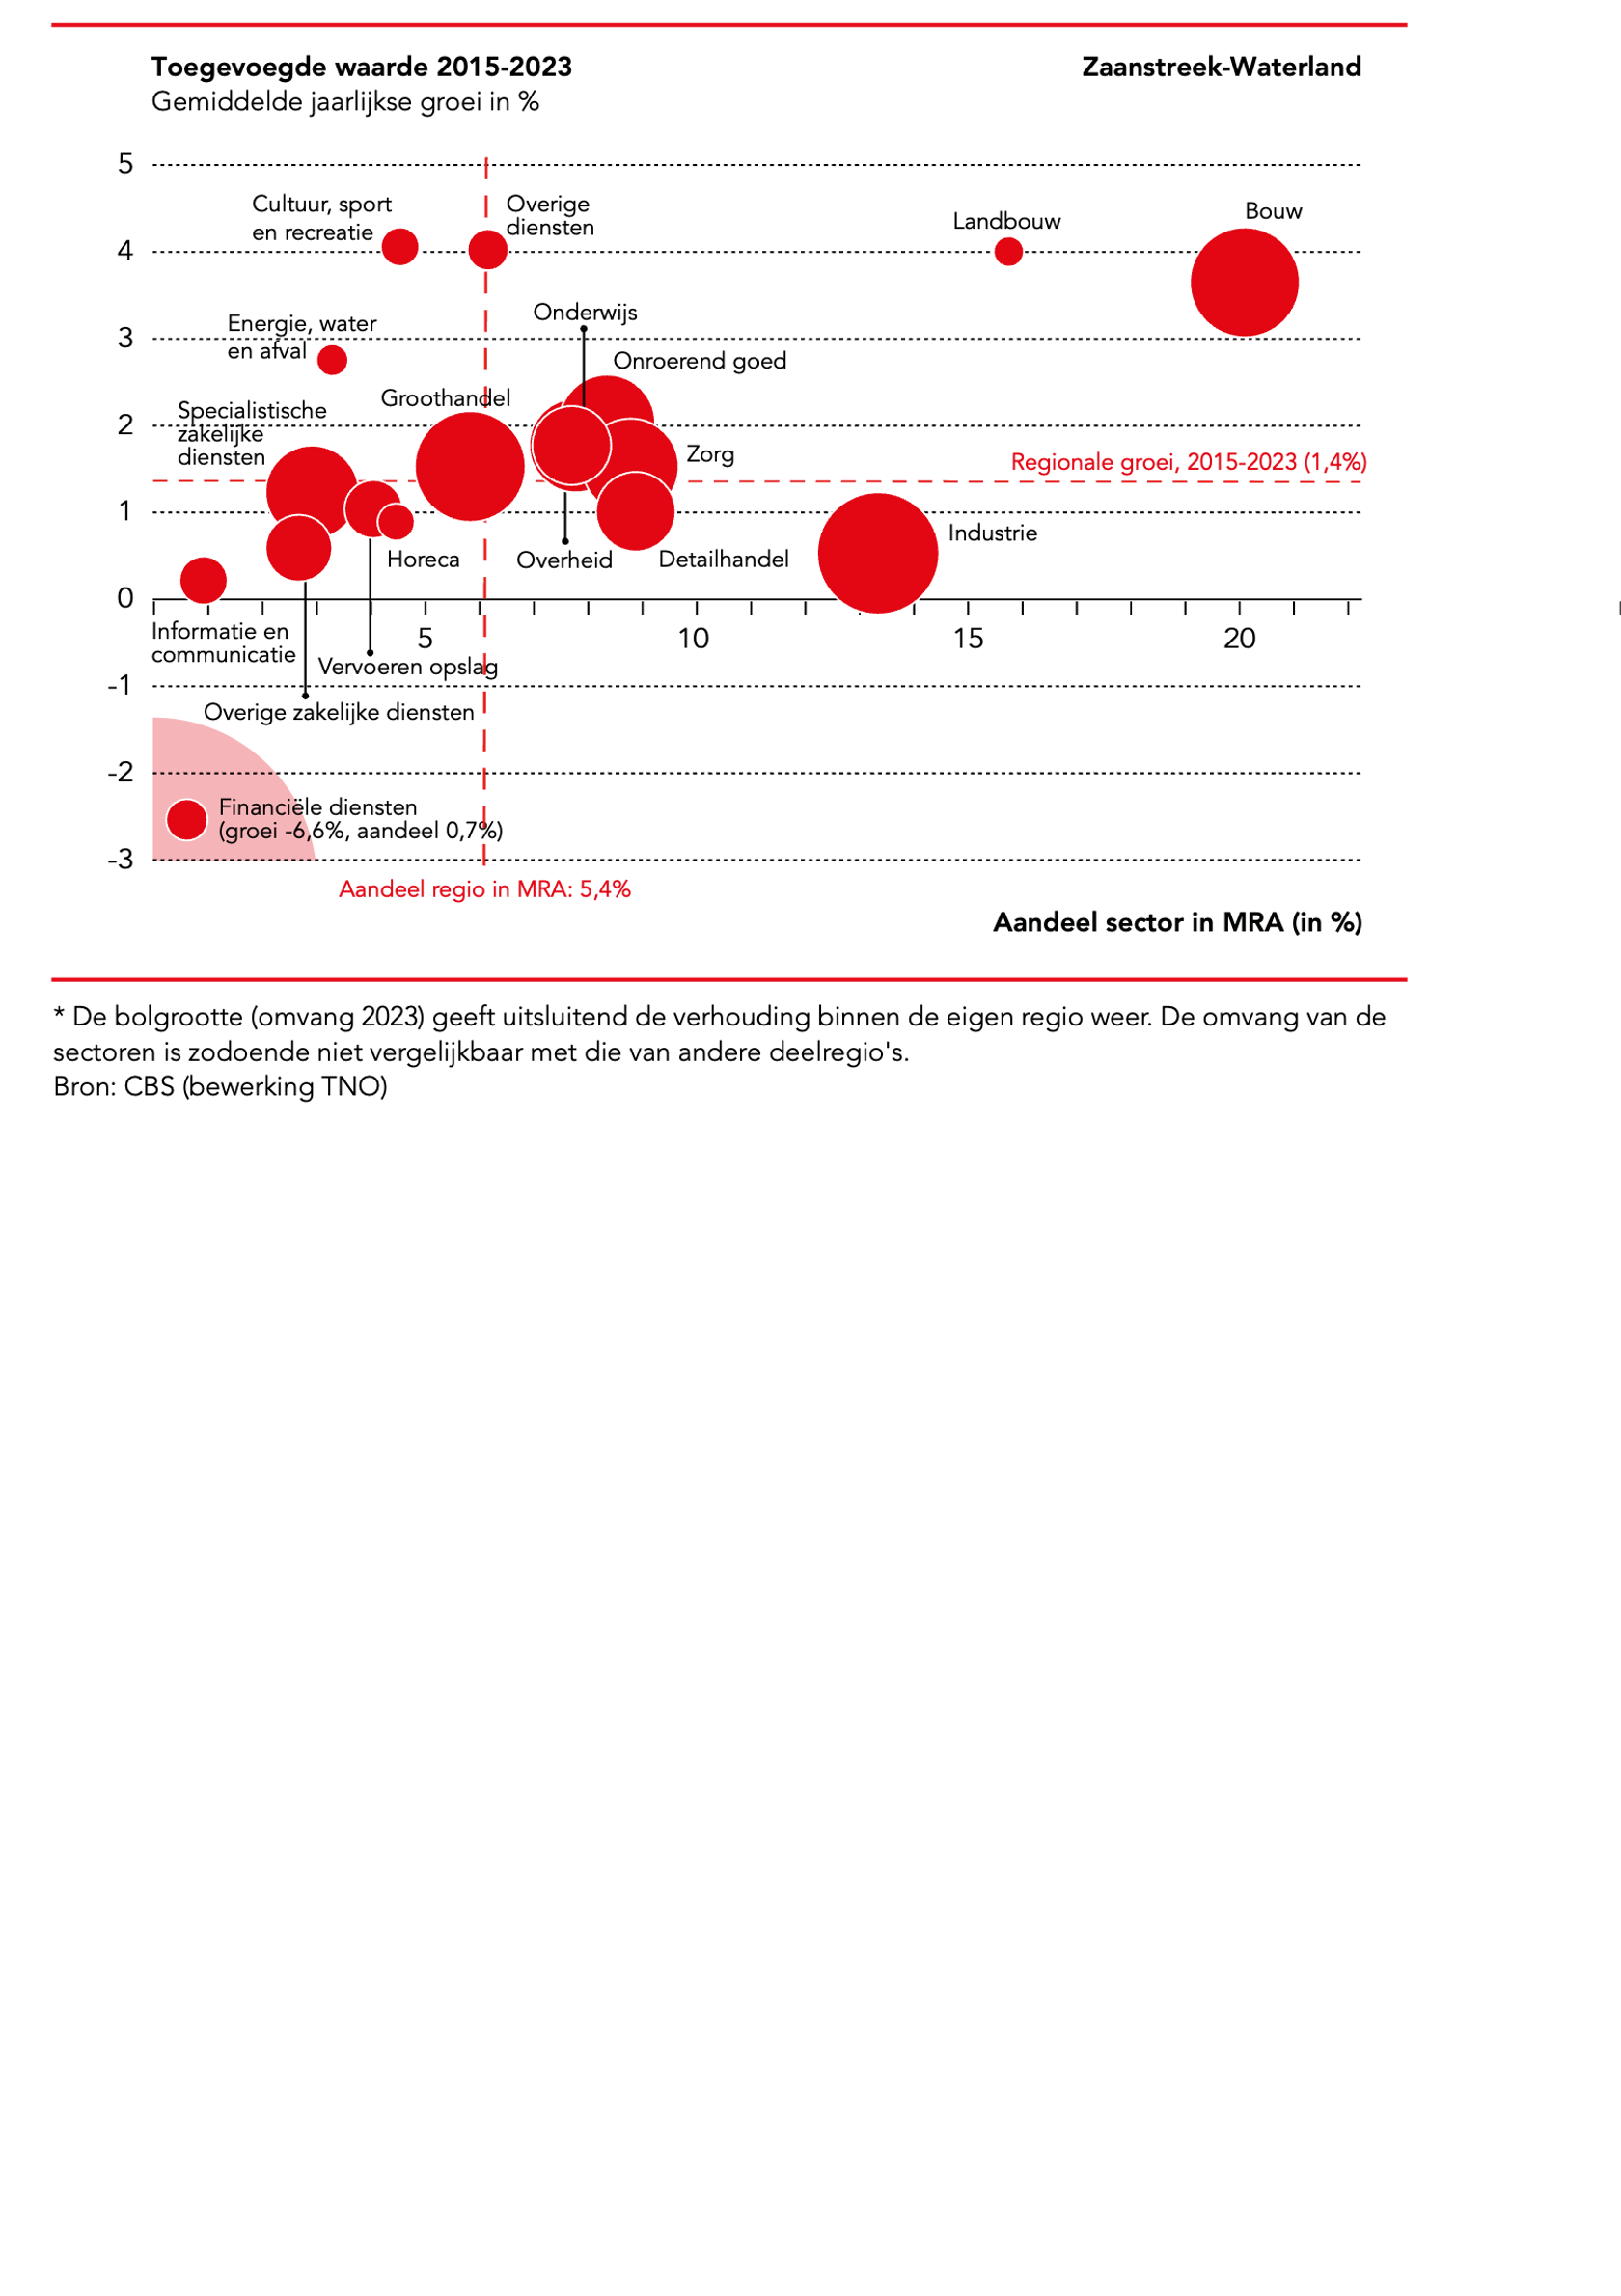 Toegevoegde waarde 2015-2023
Zaanstreek-Waterland
Gemiddelde jaarlijkse groei in %
5
Cultuur, sport
en recreatie
Overige
diensten
Landbouw
Bouw
4
Onderwijs
Energie, water
en afval
3
Onroerend goed
Groothandel
Specialistische
zakelijke
diensten
2
Zorg
Regionale groei, 2015-2023 (1,4%)
1
Industrie
Horeca
Overheid
Detailhandel
0
Informatie en
communicatie
5
10
15
20
Vervoeren opslag
-1
Overige zakelijke diensten
-2
Financiële diensten
(groei -6,6%, aandeel 0,7%)
-3
Aandeel regio in MRA: 5,4%
Aandeel sector in MRA (in %)
* De bolgrootte (omvang 2023) geeft uitsluitend de verhouding binnen de eigen regio weer. De omvang van de
sectoren is zodoende niet vergelijkbaar met die van andere deelregio's.
Bron: CBS (bewerking TNO)